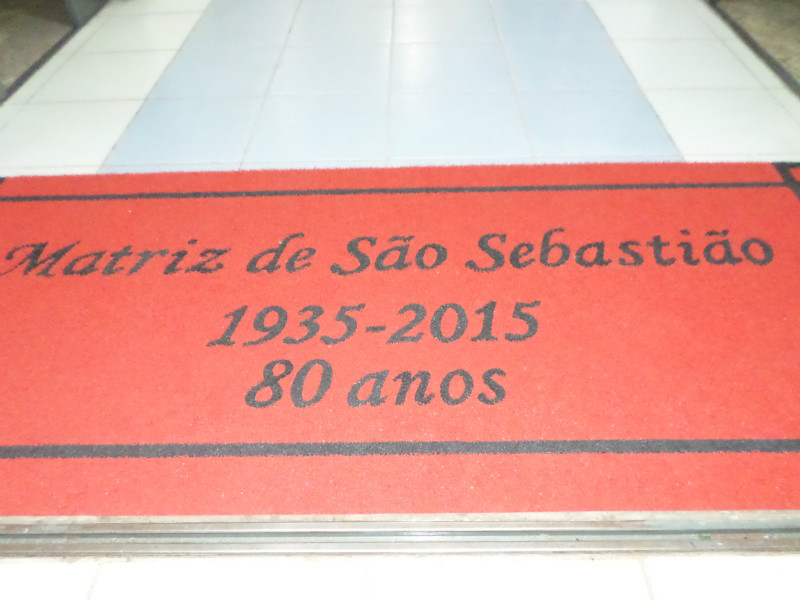 Matriz de São Sebastião
1935-2015
80 anos